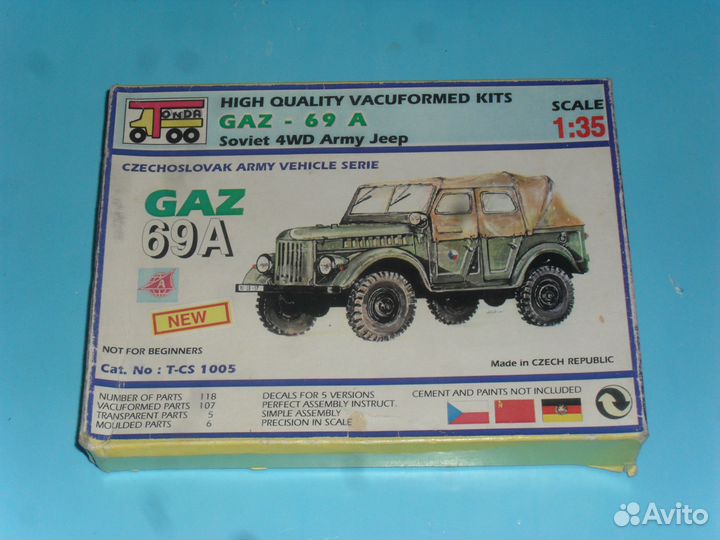 TONDA
HIGH QUALITY VACUFORMED KITS
GAZ - 69 A
Soviet 4WD Army Jeep
SCALE
1:35
CZECHOSLOVAK ARMY VEHICLE SERIE
GAZ
69A
NEW
NOT FOR BEGINNERS
Cat. No : T-CS 1005
Made in CZECH REPUBLIC
NUMBER OF PARTS 118
VACUFORMED PARTS 107
TRANSPARENT PARTS 5
MOULDED PARTS 6
DECALS FOR 5 VERSIONS
PERFECT ASSEMBLY INSTRUCT.
SIMPLE ASSEMBLY
PRECISION IN SCALE
CEMENT AND PAINTS NOT INCLUDED
Avito